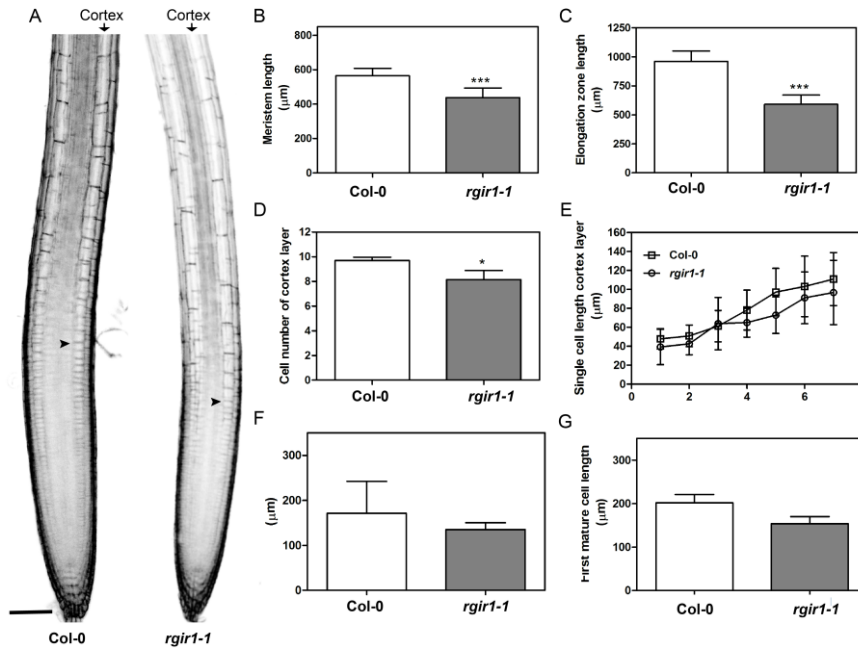 A
Cortex
Cortex
Col-0
rgir1-1
B
Meristem length
(µm)
800
600
400
200
0
***
Col-0
rgir1-1
C
Elongation zone length
(µm)
1250
1000
750
500
250
0
***
Col-0
rgir1-1
D
Cell number of cortex layer
12
10
8
6
4
2
0
*
Col-0
rgir1-1
E
Single cell length cortex layer
(µm)
160
140
120
100
80
60
40
20
0
Col-0
rgir1-1
0 2 4 6 8
F
(µm)
300
200
100
0
Col-0
rgir1-1
G
First mature cell length
(µm)
300
200
100
0
Col-0
rgir1-1